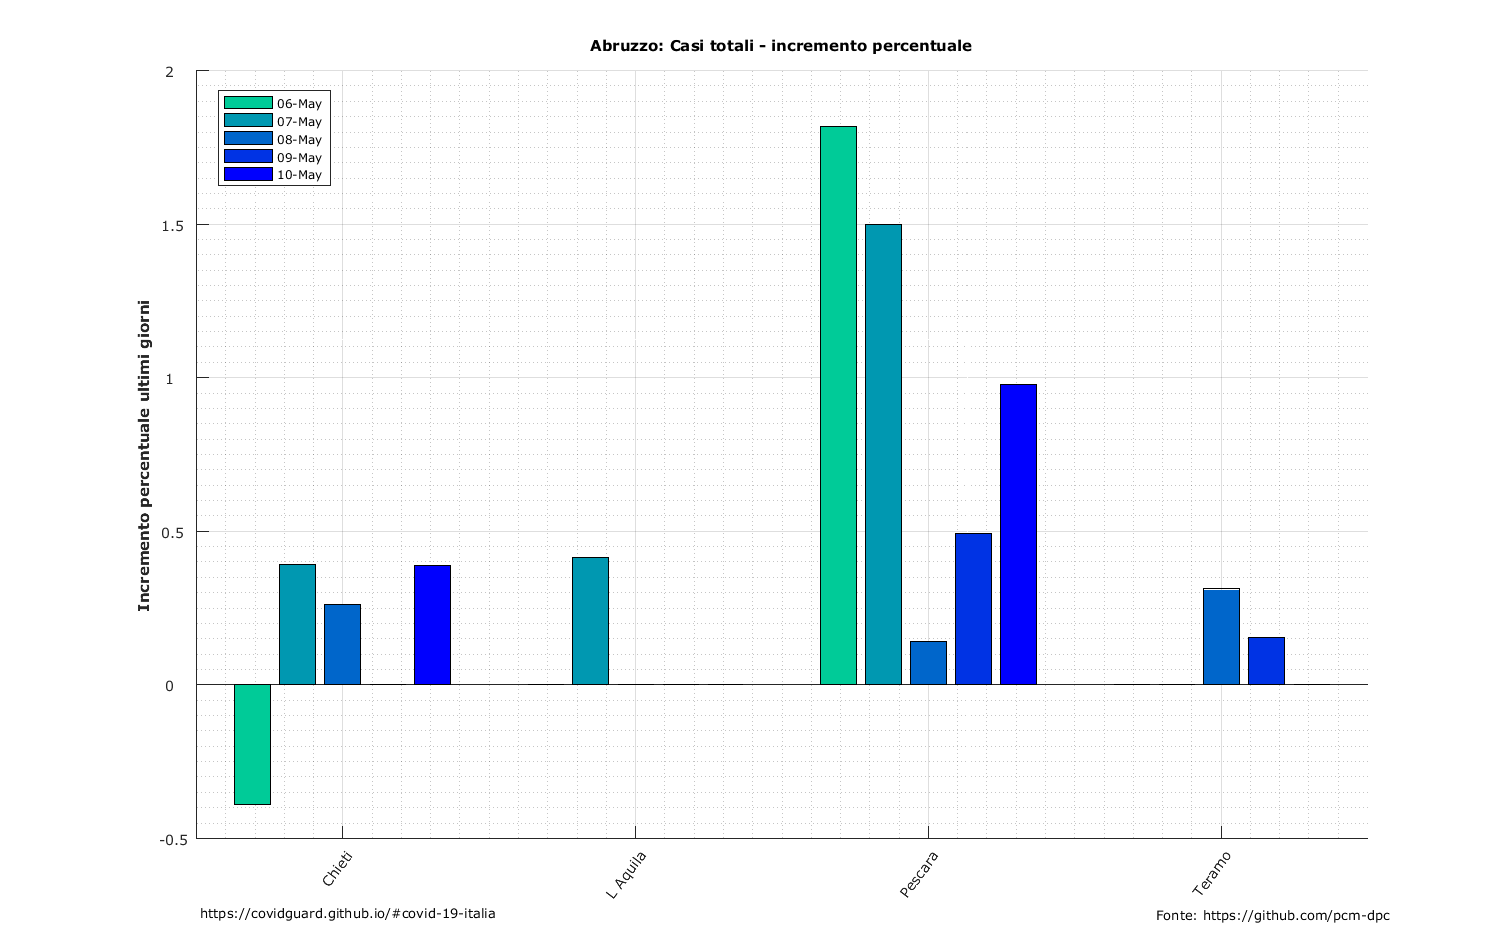 Abruzzo: Casi totali - incremento percentuale
2
06-May
07-May
08-May
09-May
10-May
1.5
1
0.5
0
-0.5
Incremento percentuale ultimi giorni
Chieti
L Aquila
Pescara
Teramo
https://covidguard.github.io/#covid-19-italia
Fonte: https://github.com/pcm-dpc